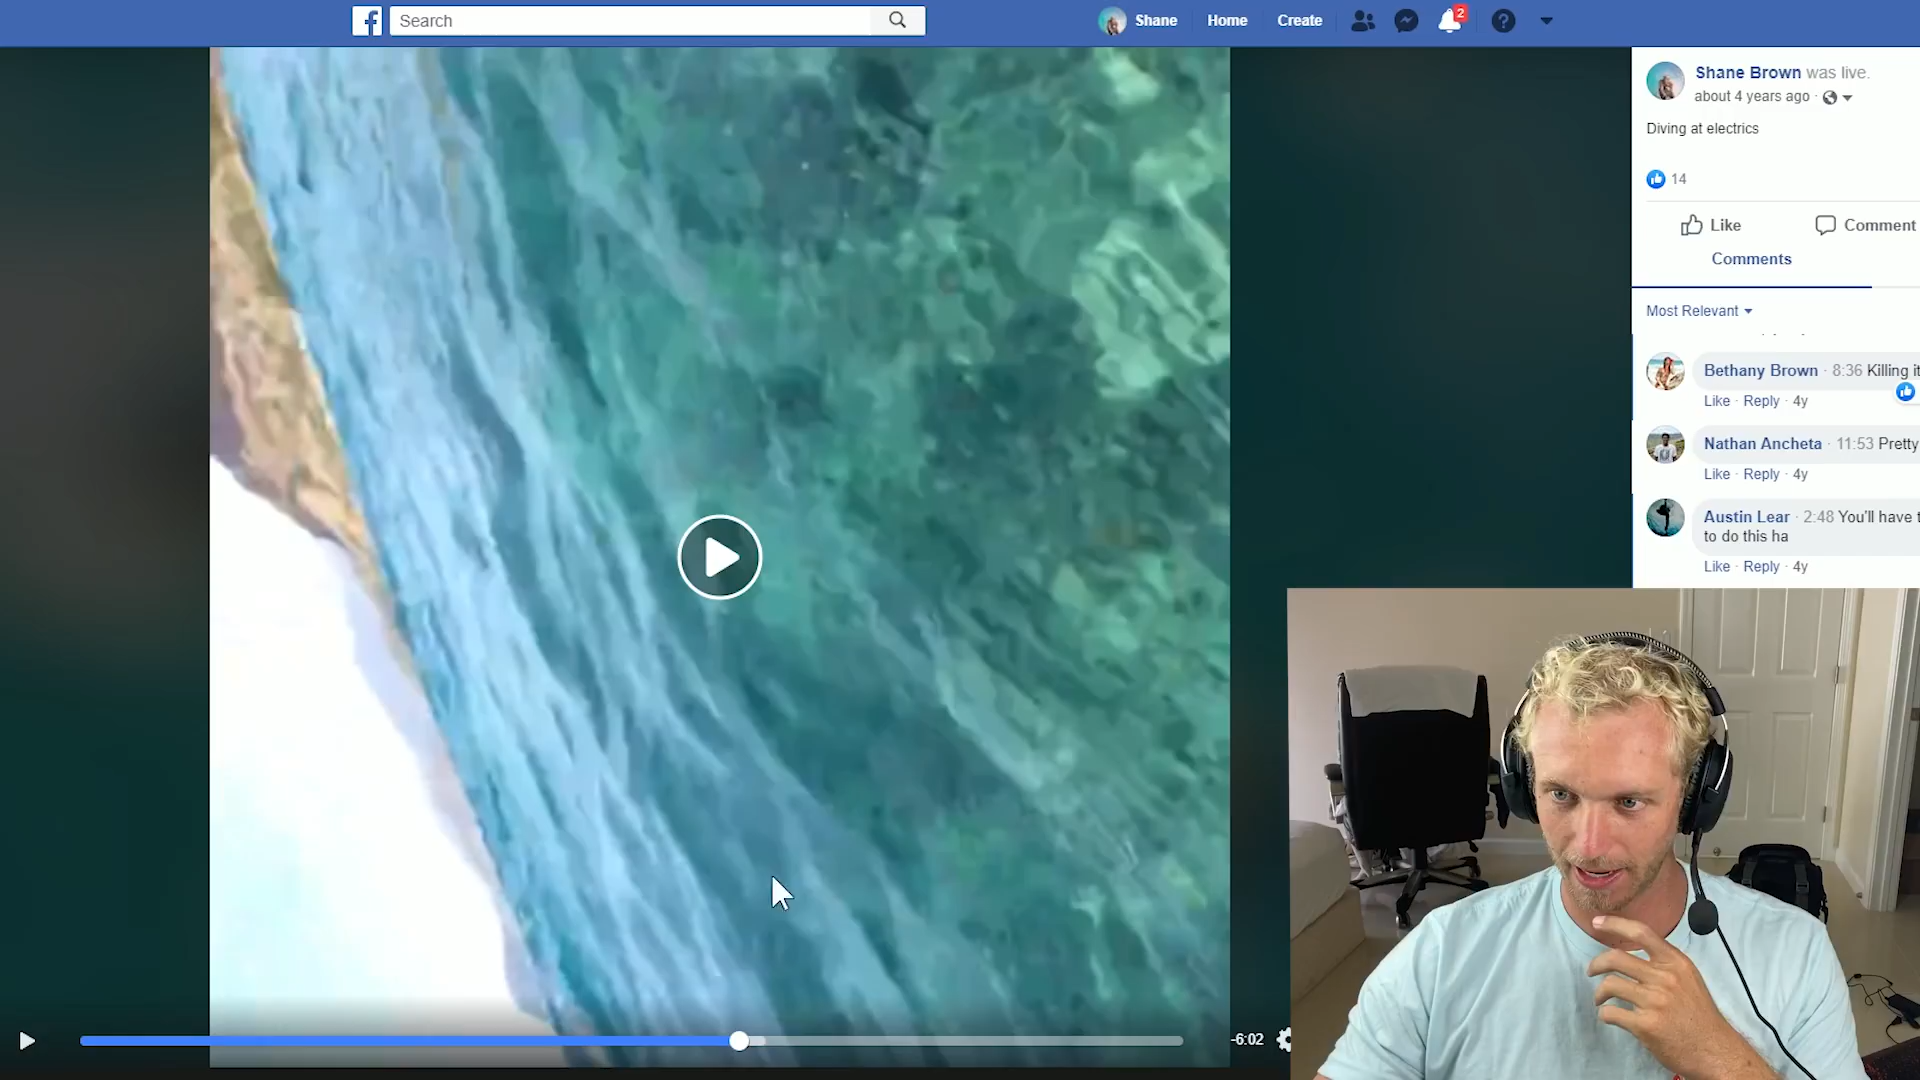 Search
Shane
Home
Create
2
Shane Brown was live.
about 4 years ago ·
Diving at electrics
14
Like
Comment
Comments
Most Relevant
Bethany Brown · 8:36 Killing it
Like · Reply · 4y
Nathan Ancheta · 11:53 Pretty
Like · Reply · 4y
Austin Lear · 2:48 You'll have t
to do this ha
Like · Reply · 4y
-6:02